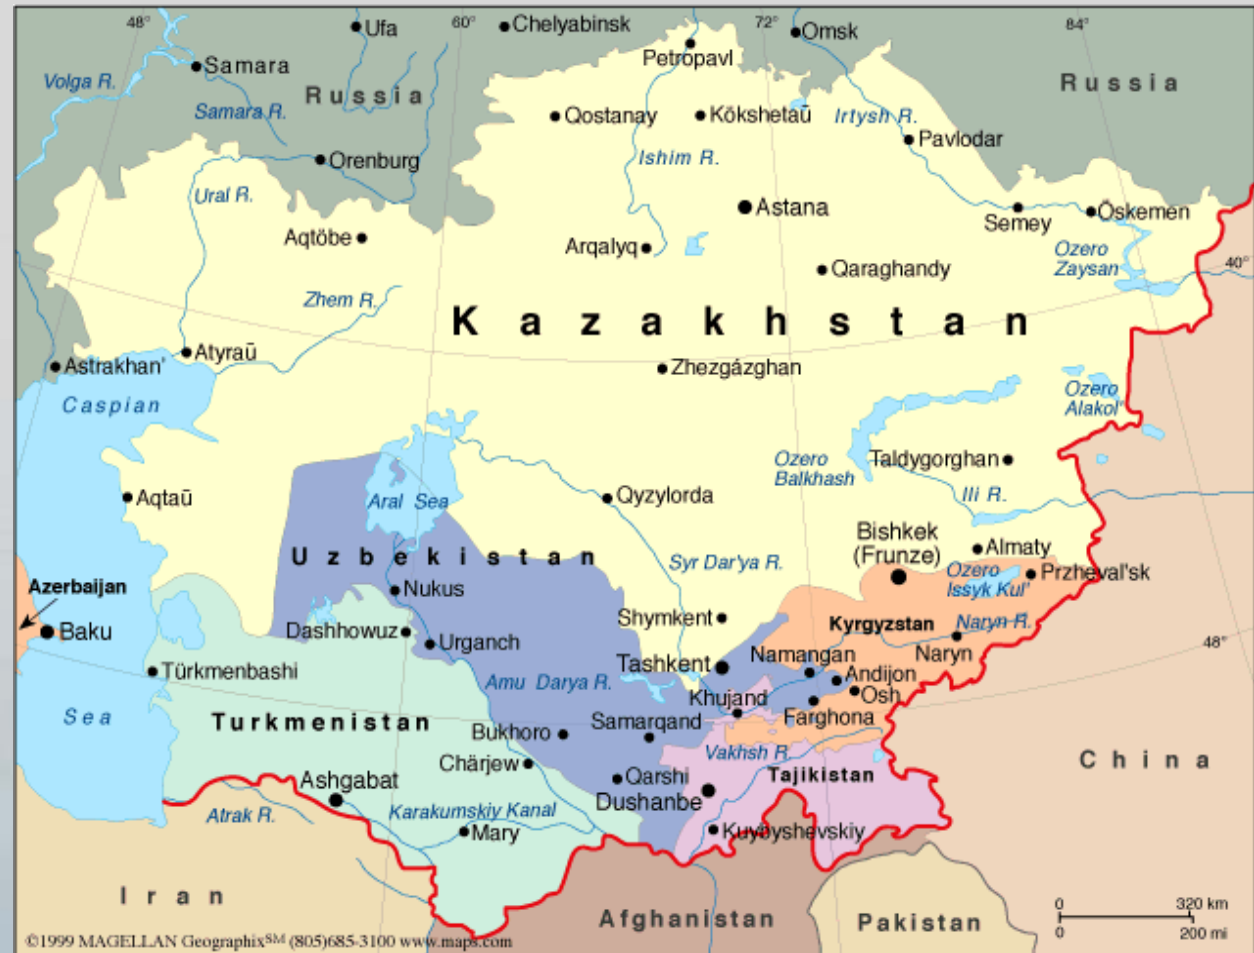 48°
60°
72°
84°
Ufa
Chelyabinsk
Omsk
Petropavl
Samara
Volga R.
Russia
Russia
Samara R.
Qostanay
Kökshetaū
Irtysh R.
Pavlodar
Orenburg
Ishim R.
Ural R.
Astana
Semey
Öskemen
Aqtöbe
Arqalyq
Qaraghandy
Ozero
Zaysan
40°
Zhem R.
Kazakhstan
Atyraū
Astrakhan'
Zhezgázghan
Caspian
Ozero
Alakol'
Ozero
Balkhash
Taldygorghan
Aqtaū
Aral Sea
Qyzylorda
Ili R.
Bishkek
(Frunze)
Almaty
Uzbekistan
Syr Dar'ya R.
Ozero
Issyk Kul'
Przheval'sk
Azerbaijan
Nukus
Baku
Dashhowuz
Urganch
Shymkent
Kyrgyzstan
Naryn R.
Naryn
48°
Türkmenbashi
Tashkent
Namangan
Andijon
Amu Darya R.
Khujand
Osh
Sea
Turkmenistan
Samarqand
Farghona
Bukhoro
Vakhsh R.
Chärjew
China
Ashgabat
Qarshi
Tajikistan
Dushanbe
Atrak R.
Karakumskiy Kanal
Mary
Kuybyshevskiy
Iran
Afghanistan
Pakistan
0 320 km
0 200 mi
©1999 MAGELLAN Geographix℠ (805)685-3100 www.maps.com